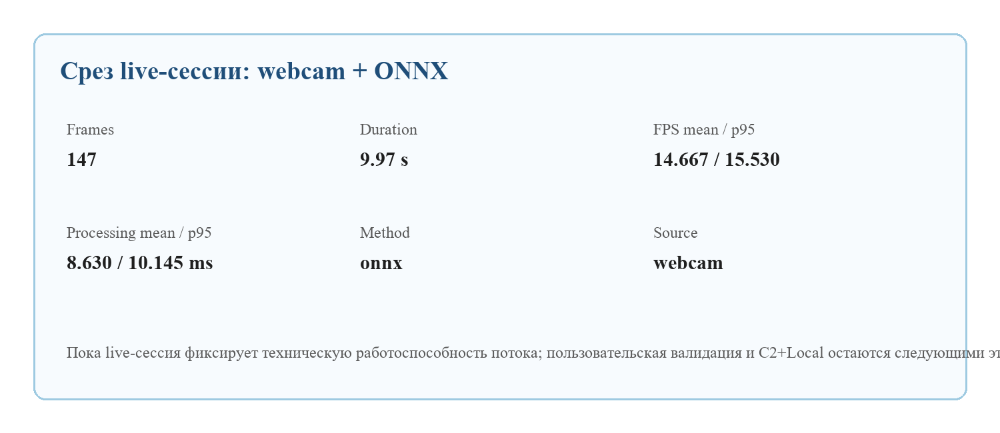 Срез live-сессии: webcam + ONNX
Frames
Duration
FPS mean / p95
147
9.97 s
14.667 / 15.530
Processing mean / p95
Method
Source
8.630 / 10.145 ms
onnx
webcam
Пока live-сессия фиксирует техническую работоспособность потока; пользовательская валидация и C2+Local остаются следующими